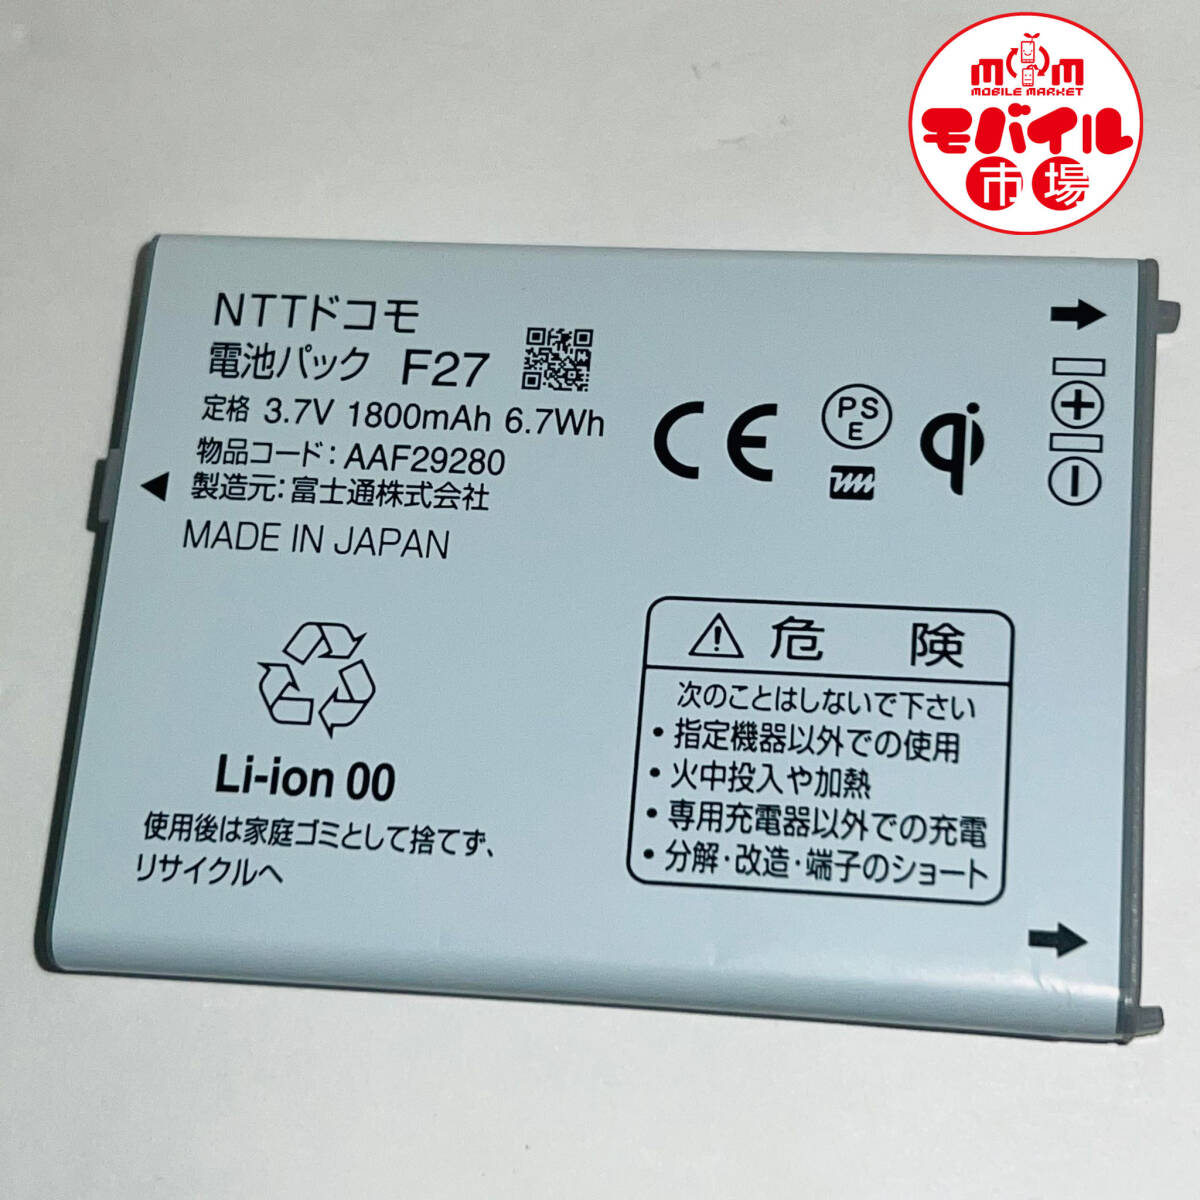 MOM
MOBILE MARKET
モバイル
市場
NTTドコモ
電池パック F27
定格 3.7V 1800mAh 6.7Wh
物品コード:AAF29280
製造元:富士通株式会社
MADE IN JAPAN
CE
PS
E
qi
Li-ion 00
使用後は家庭ゴミとして捨てず、
リサイクルへ
危 険
次のことはしないで下さい
・指定機器以外での使用
・火中投入や加熱
・専用充電器以外での充電
・分解・改造・端子のショート